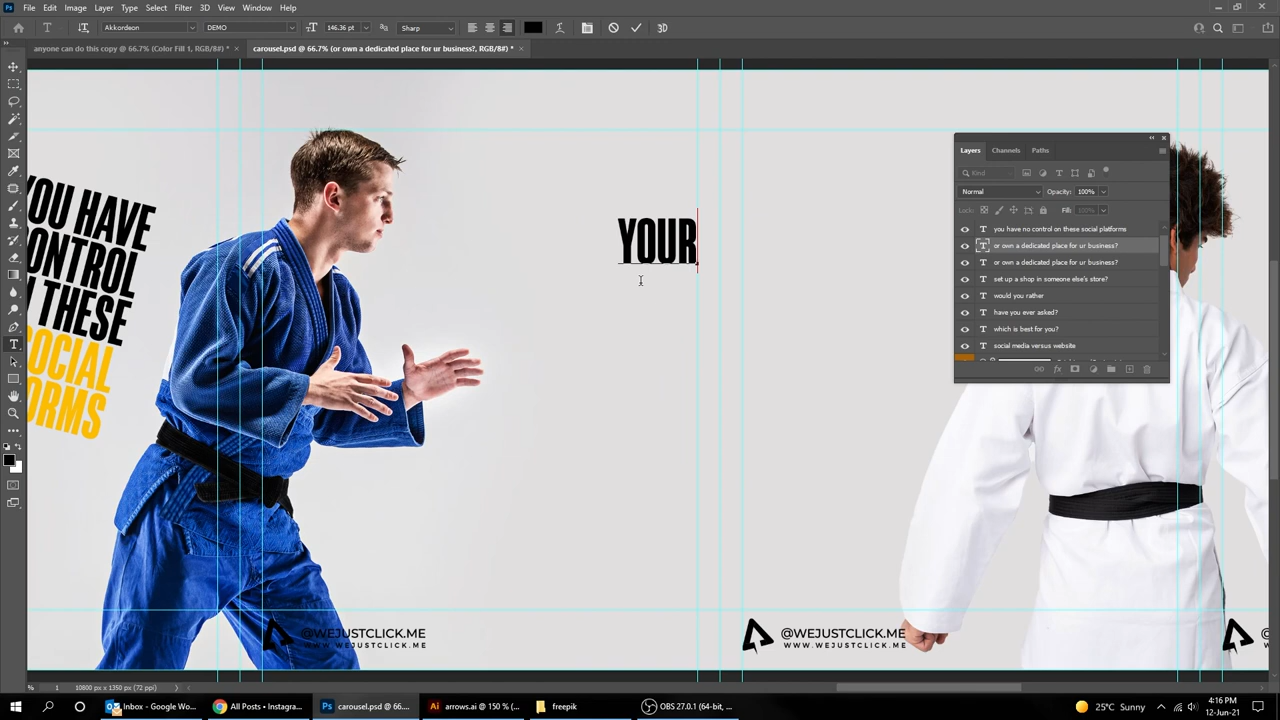 File Edit Image Layer Type Select Filter 3D View Window Help
Akkordeon DEMO 146.36 pt Sharp
anyone can do this copy @ 66.7% (Color Fill 1, RGB/8#) *
carousel.psd @ 66.7% (or own a dedicated place for ur business?, RGB/8#) *
YOU HAVE
CONTROL
THESE
SOCIAL
ORMS
YOUR
Layers Channels Paths
Kind
Normal Opacity: 100%
Lock: Fill: 100%
you have no control on these social platforms
or own a dedicated place for ur business?
or own a dedicated place for ur business?
set up a shop in someone else's store?
would you rather
have you ever asked?
which is best for you?
social media versus website
@WEJUSTCLICK.ME
WWW.WEJUSTCLICK.ME
@WEJUSTCLICK.ME
WWW.WEJUSTCLICK.ME
% 1 10800 px x 1350 px (72 ppi)
Inbox - Google Wo...
All Posts • Instagra...
carousel.psd @ 66....
arrows.ai @ 150 % (...
freepik
OBS 27.0.1 (64-bit, ...
25°C Sunny
4:16 PM
12-Jun-21